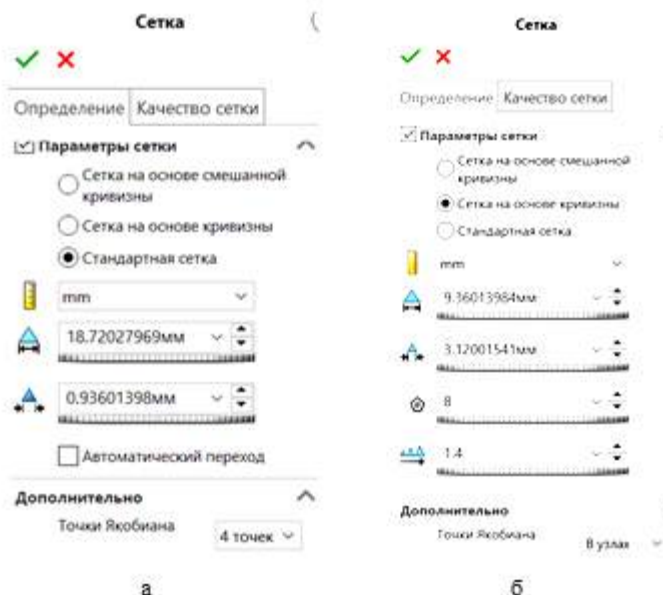 Сетка
Определение Качество сетки
Параметры сетки
Сетка на основе смешанной
кривизны
Сетка на основе кривизны
Стандартная сетка
mm
18.72027969мм
0.93601398мм
Автоматический переход
Дополнительно
Точки Якобиана
4 точек
а
Сетка
Определение Качество сетки
Параметры сетки
Сетка на основе смешанной
кривизны
Сетка на основе кривизны
Стандартная сетка
mm
9.36013984мм
3.12001541мм
8
1.4
Дополнительно
Точки Якобиана
В узлах
б